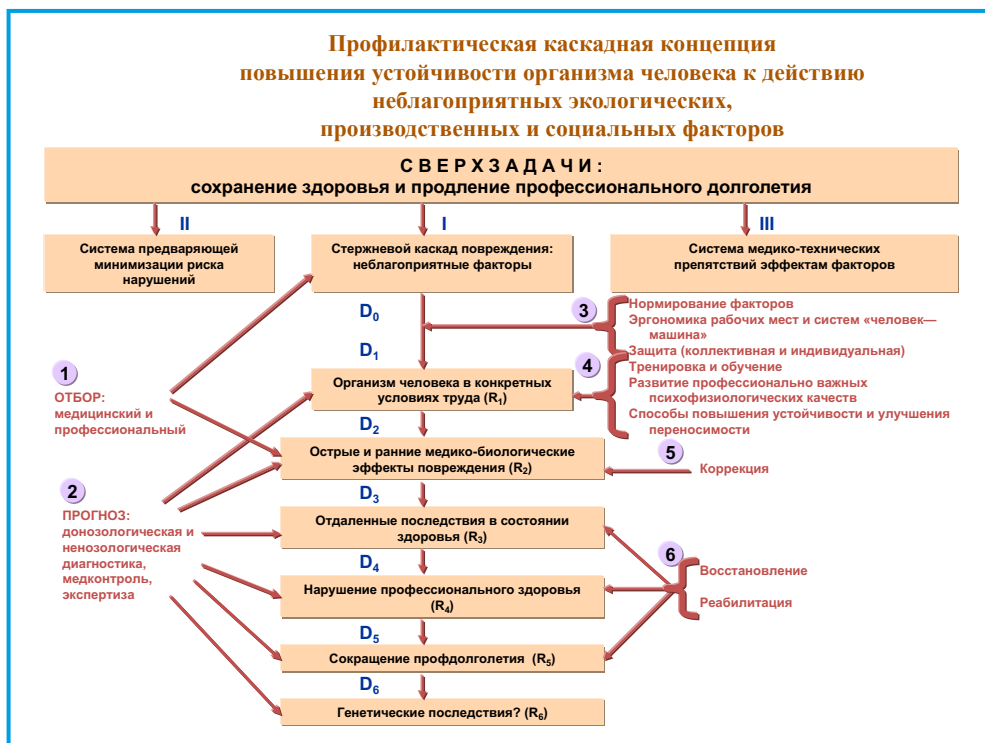 Профилактическая каскадная концепция
повышения устойчивости организма человека к действию
неблагоприятных экологических,
производственных и социальных факторов
С В Е Р Х З А Д А Ч И :
сохранение здоровья и продление профессионального долголетия
II
I
III
Система предваряющей
минимизации риска
нарушений
Стержневой каскад повреждения:
неблагоприятные факторы
Система медико-технических
препятствий эффектам факторов
D0
D1
3
Нормирование факторов
Эргономика рабочих мест и систем «человек—
машина»
Защита (коллективная и индивидуальная)
4
Тренировка и обучение
Развитие профессионально важных
психофизиологических качеств
Способы повышения устойчивости и улучшения
переносимости
1
ОТБОР:
медицинский и
профессиональный
Организм человека в конкретных
условиях труда (R1)
D2
Острые и ранние медико-биологические
эффекты повреждения (R2)
5
Коррекция
2
ПРОГНОЗ:
донозологическая и
ненозологическая
диагностика,
медконтроль,
экспертиза
D3
Отдаленные последствия в состоянии
здоровья (R3)
D4
6
Восстановление
Реабилитация
Нарушение профессионального здоровья
(R4)
D5
Сокращение профдолголетия (R5)
D6
Генетические последствия? (R6)